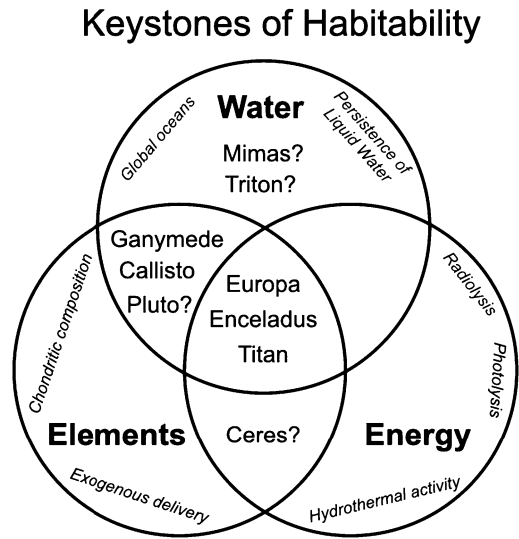 Keystones of Habitability
Water
Global oceans
Persistence of
Liquid Water
Mimas?
Triton?
Ganymede
Callisto
Pluto?
Europa
Enceladus
Titan
Chondritic composition
Radiolysis
Photolysis
Elements
Ceres?
Energy
Exogenous delivery
Hydrothermal activity